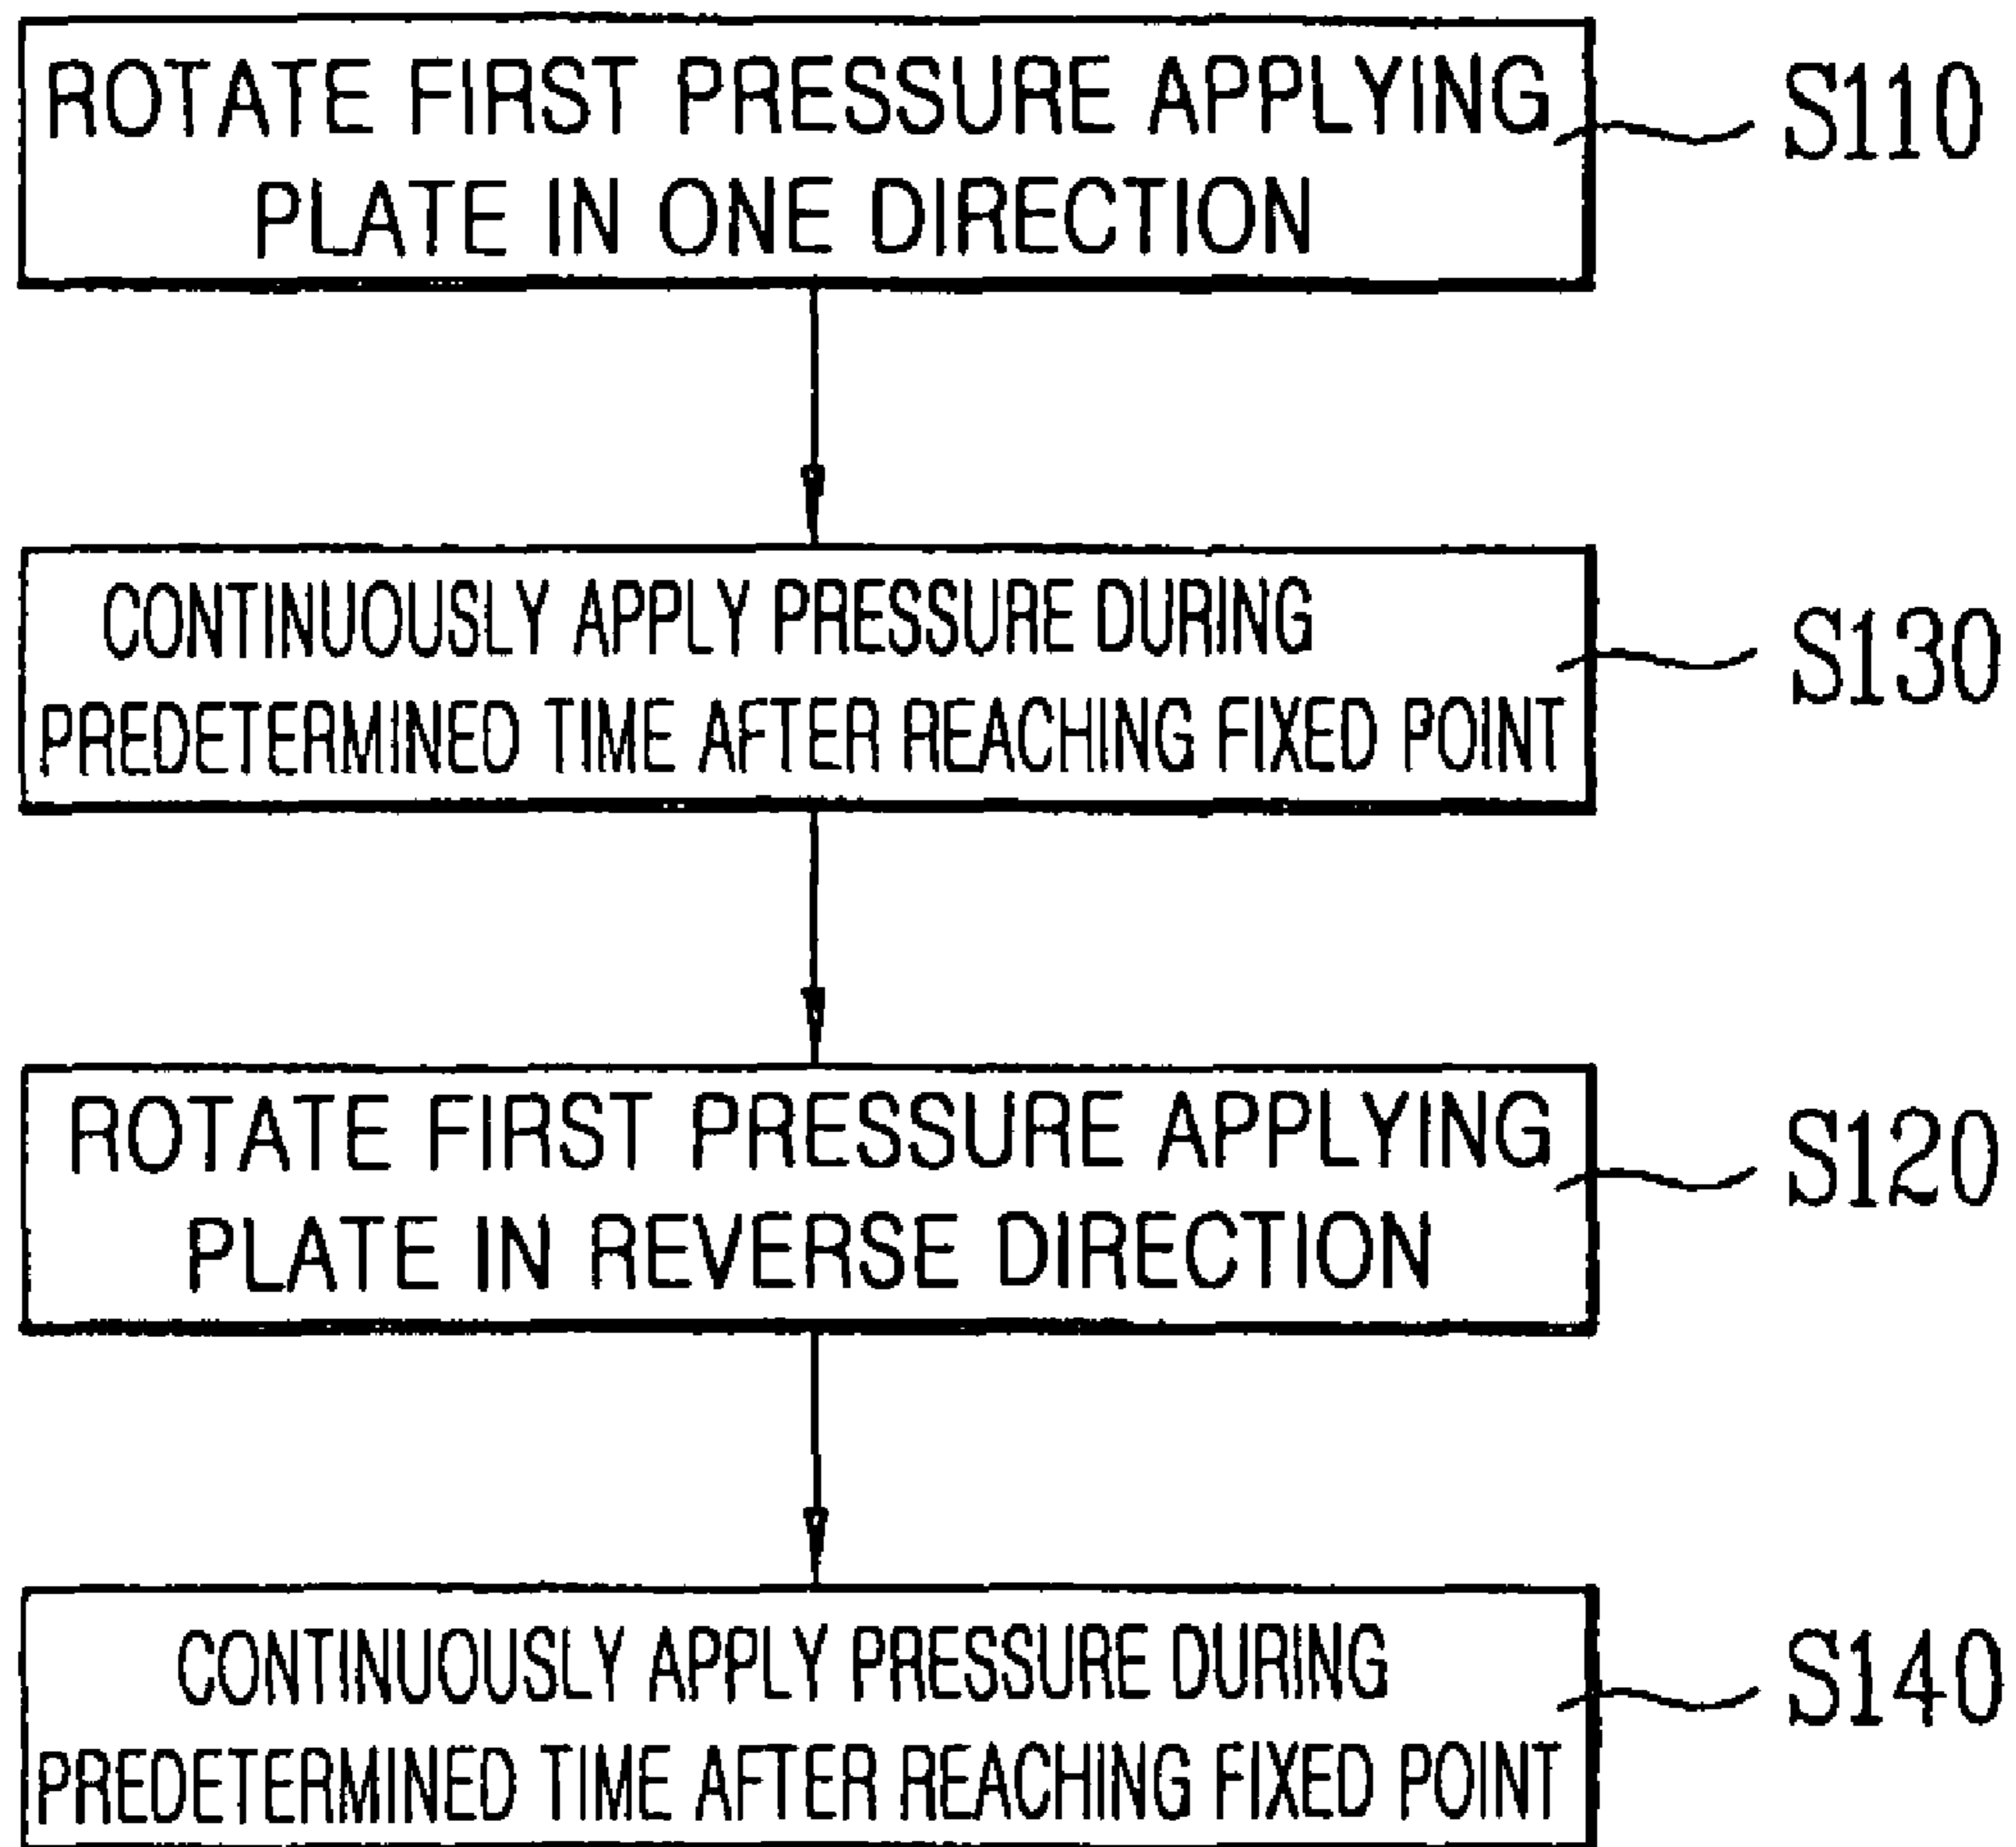 ROTATE FIRST PRESSURE APPLYING
PLATE IN ONE DIRECTION
S110
CONTINUOUSLY APPLY PRESSURE DURING
PREDETERMINED TIME AFTER REACHING FIXED POINT
S130
ROTATE FIRST PRESSURE APPLYING
PLATE IN REVERSE DIRECTION
S120
CONTINUOUSLY APPLY PRESSURE DURING
PREDETERMINED TIME AFTER REACHING FIXED POINT
S140